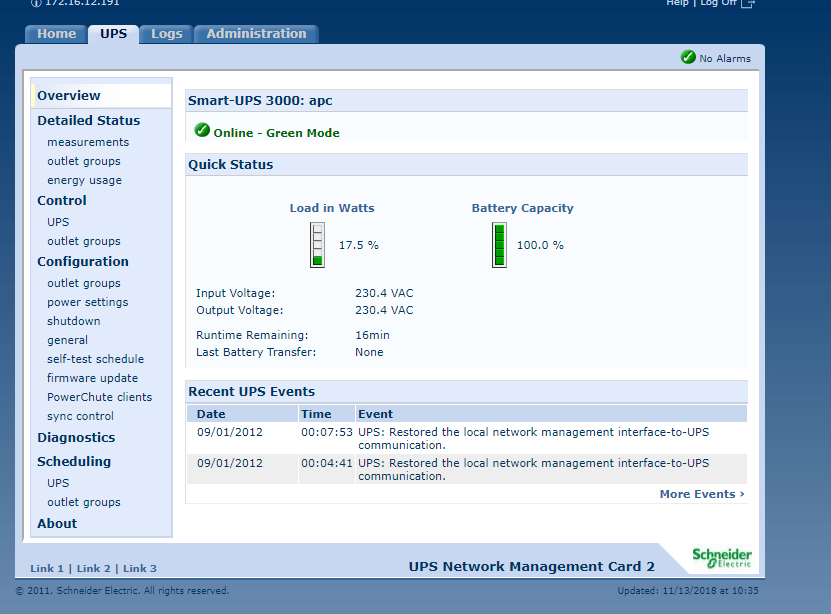 172.16.12.191
Help | Log Off
Home UPS Logs Administration
No Alarms
Overview
Detailed Status
measurements
outlet groups
energy usage
Control
UPS
outlet groups
Configuration
outlet groups
power settings
shutdown
general
self-test schedule
firmware update
PowerChute clients
sync control
Diagnostics
Scheduling
UPS
outlet groups
About
Smart-UPS 3000: apc
Online - Green Mode
Quick Status
Load in Watts Battery Capacity
17.5 % 100.0 %
Input Voltage: 230.4 VAC
Output Voltage: 230.4 VAC
Runtime Remaining: 16min
Last Battery Transfer: None
Recent UPS Events
Date Time Event
09/01/2012 00:07:53 UPS: Restored the local network management interface-to-UPS
communication.
09/01/2012 00:04:41 UPS: Restored the local network management interface-to-UPS
communication.
More Events ›
Link 1 | Link 2 | Link 3
UPS Network Management Card 2
Schneider
Electric
© 2011, Schneider Electric. All rights reserved.
Updated: 11/13/2018 at 10:35